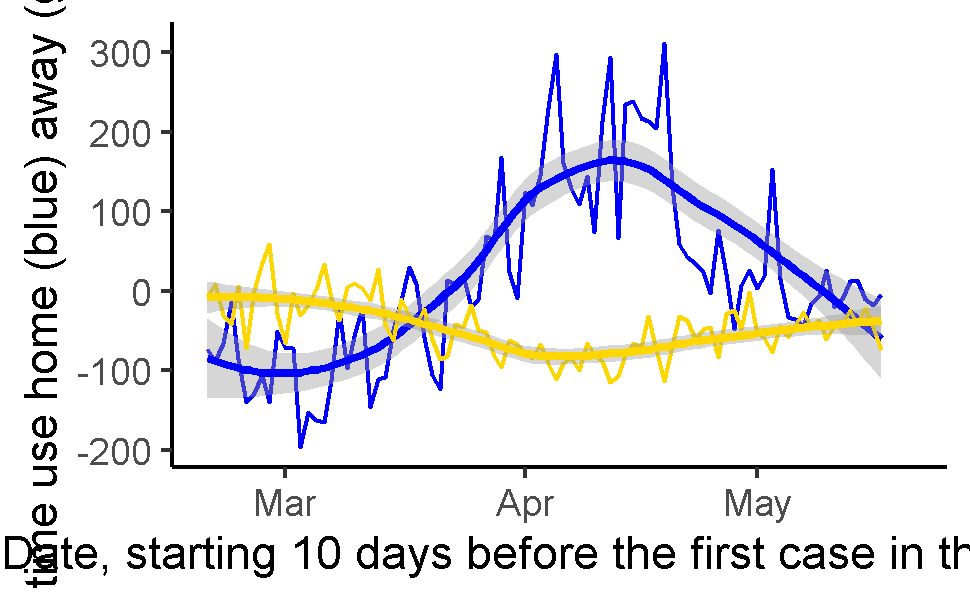 time use home (blue) away (
300
200
100
0
-100
-200
Mar Apr May
Date, starting 10 days before the first case in th